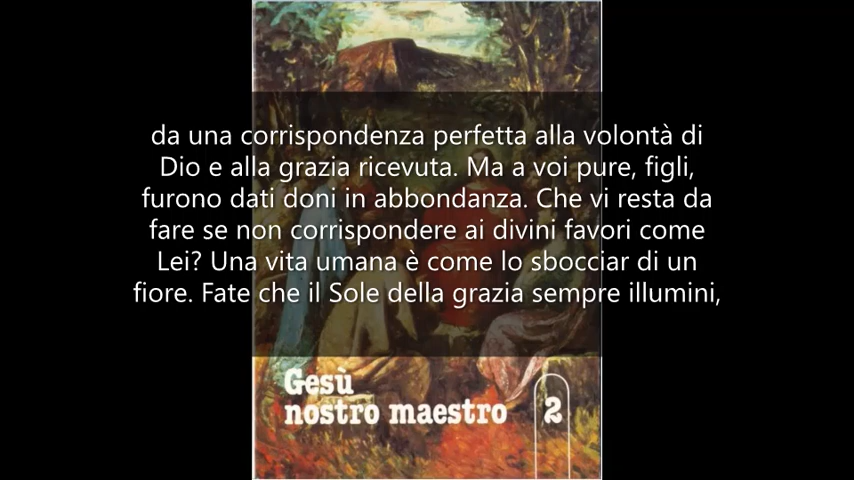 da una corrispondenza perfetta alla volontà di
Dio e alla grazia ricevuta. Ma a voi pure, figli,
furono dati doni in abbondanza. Che vi resta da
fare se non corrispondere ai divini favori come
Lei? Una vita umana è come lo sbocciar di un
fiore. Fate che il Sole della grazia sempre illumini,
Gesù
nostro maestro 2